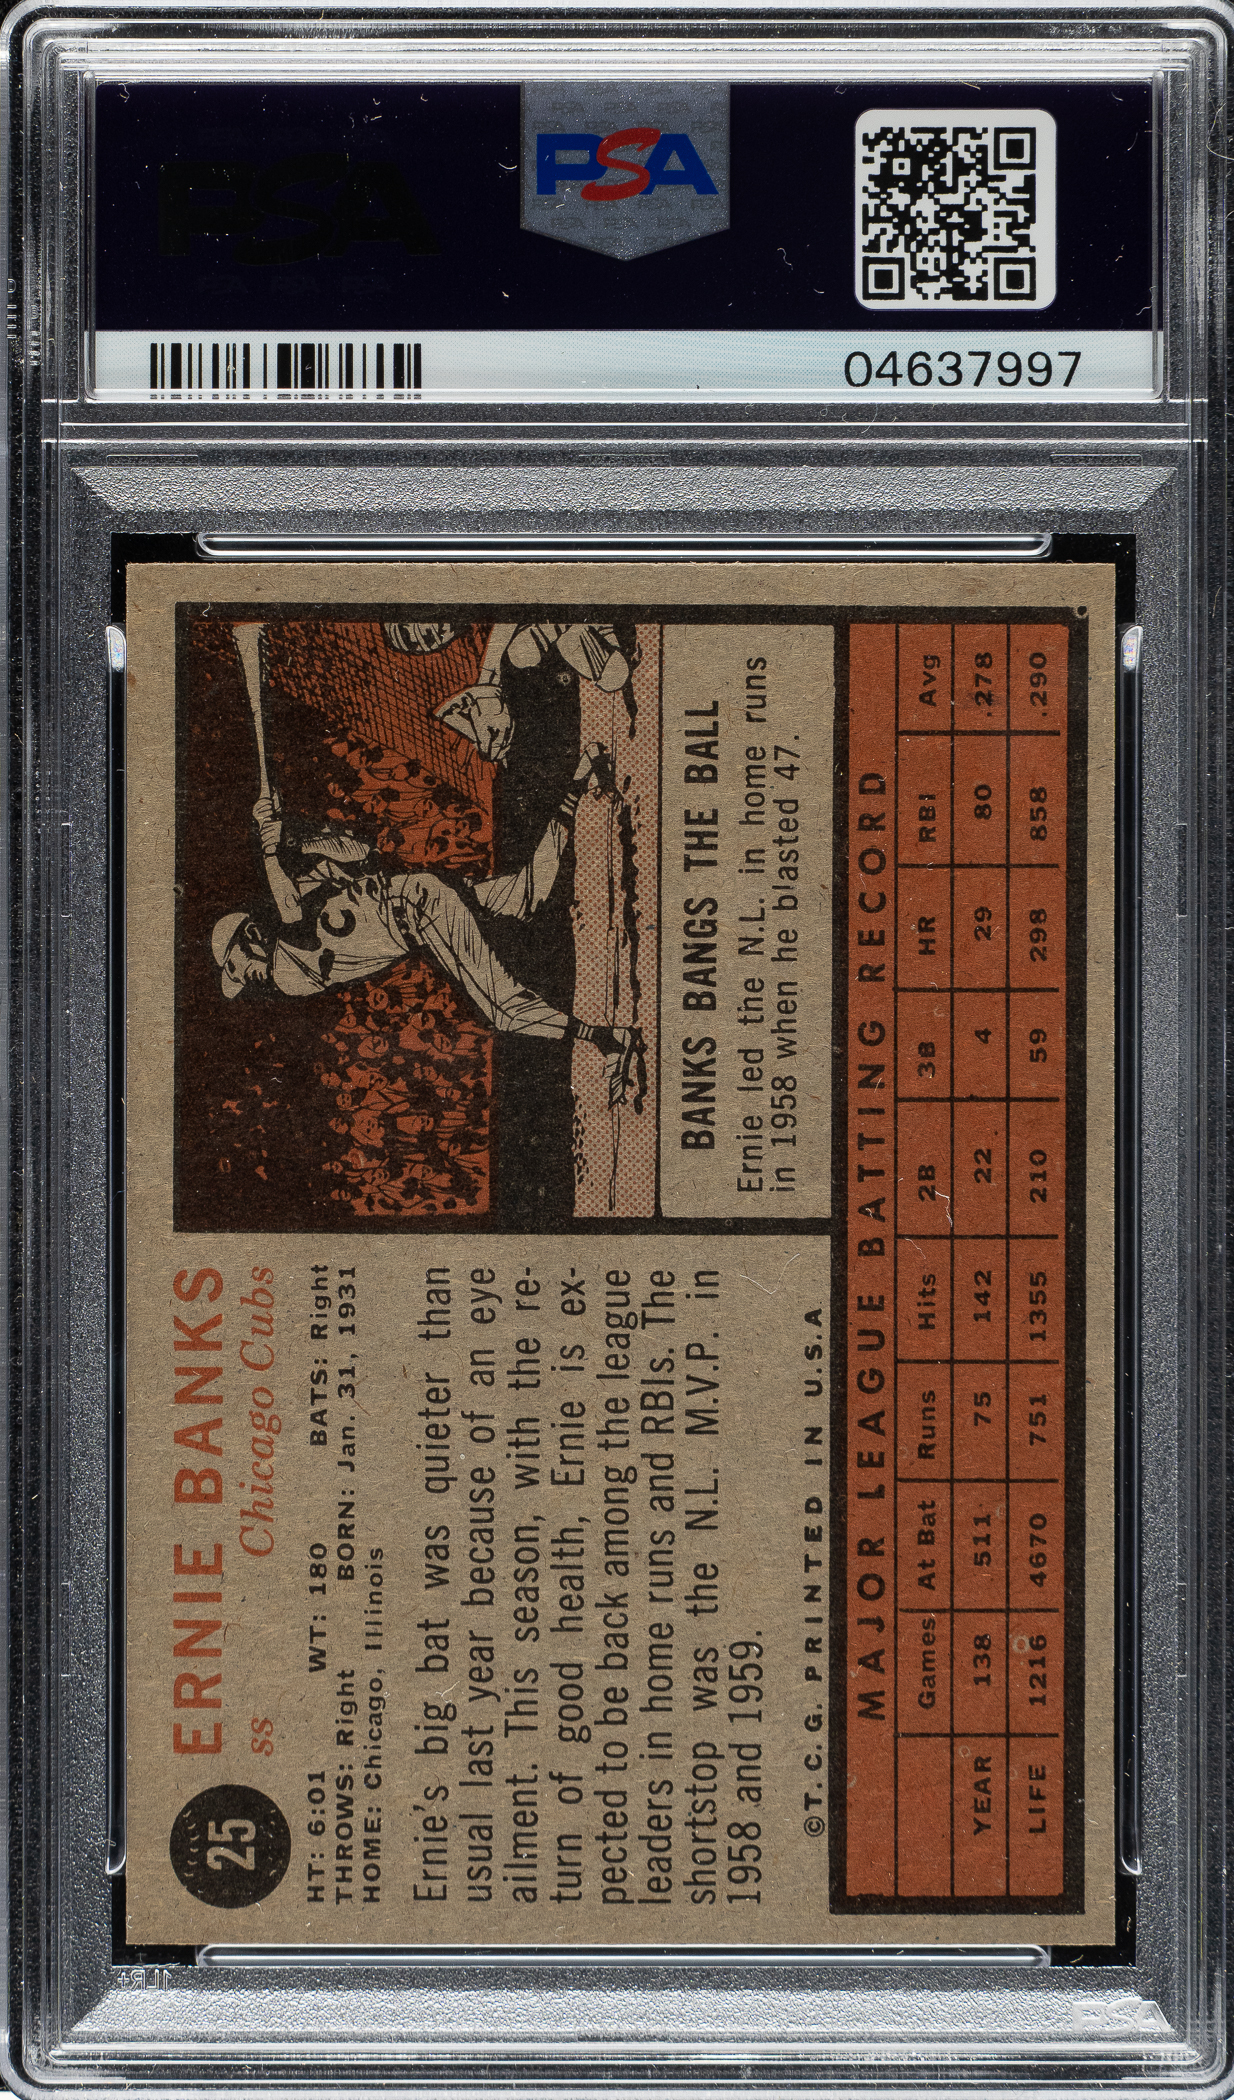 PSA
PSA
04637997
25
ERNIE BANKS
ss Chicago Cubs
HT: 6:01 WT: 180 BATS: Right
THROWS: Right BORN: Jan. 31, 1931
HOME: Chicago, Illinois
Ernie's big bat was quieter than
usual last year because of an eye
ailment. This season, with the re-
turn of good health, Ernie is ex-
pected to be back among the league
leaders in home runs and RBIs. The
shortstop was the N.L. M.V.P. in
1958 and 1959.
©T.C.G. PRINTED IN U.S.A
C
BANKS BANGS THE BALL
Ernie led the N.L. in home runs
in 1958 when he blasted 47.
MAJOR LEAGUE BATTING RECORD
Games At Bat Runs Hits 2B 3B HR RBI Avg
YEAR 138 511 75 142 22 4 29 80 .278
LIFE 1216 4670 751 1355 210 59 298 858 .290
1LR+
PSA